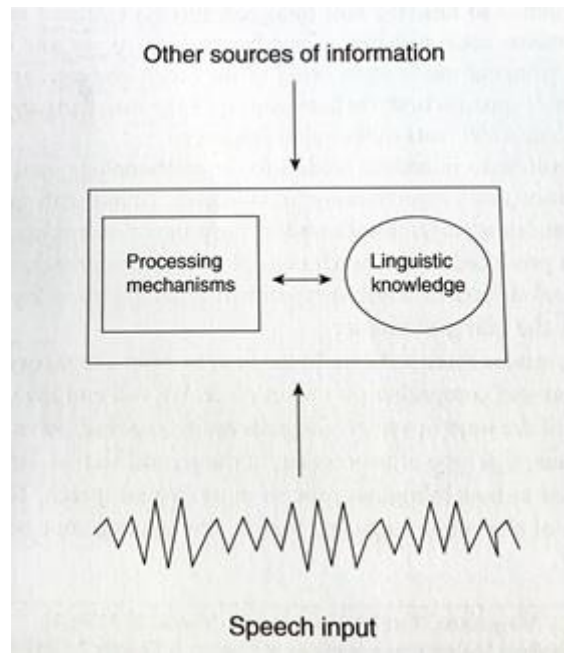 Other sources of information
Processing
mechanisms
Linguistic
knowledge
Speech input